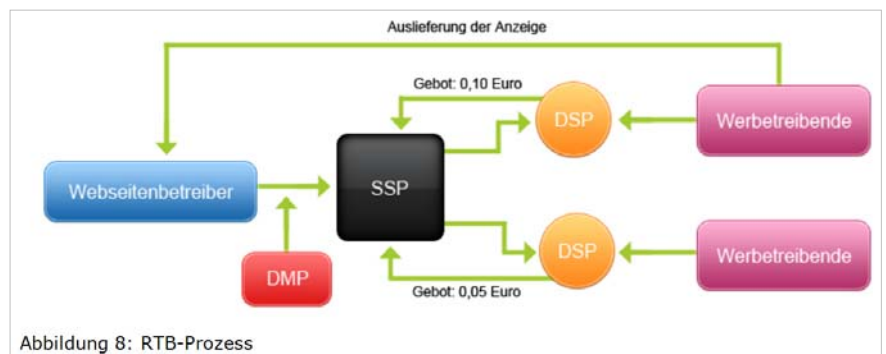 Auslieferung der Anzeige
Gebot: 0,10 Euro
DSP
Werbetreibende
Webseitenbetreiber
SSP
DMP
DSP
Werbetreibende
Gebot: 0,05 Euro
Abbildung 8: RTB-Prozess